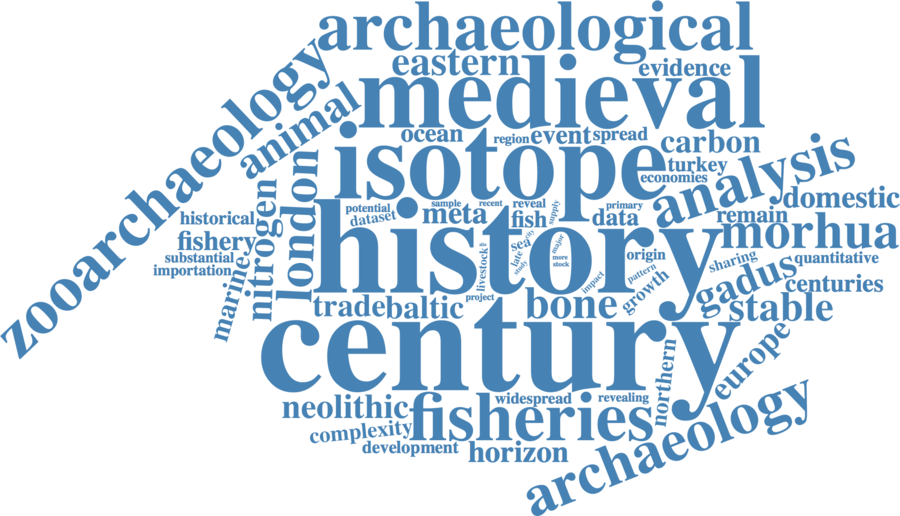 archaeological
eastern
evidence
medieval
zooarchaeology
animal
ocean
region
event
spread
carbon
isotope
turkey
economies
analysis
domestic
london
nitrogen
historical
fishery
substantial
importation
marine
potential
dataset
sample
recent
reveal
supply
primary
meta
fish
data
remain
morhua
history
city
sea
late
study
major
more
stock
origin
sharing
quantitative
livestock
pattern
impact
growth
gadus
centuries
project
trade
baltic
bone
stable
century
europe
northern
neolithic
fisheries
widespread
revealing
complexity
development
horizon
archaeology